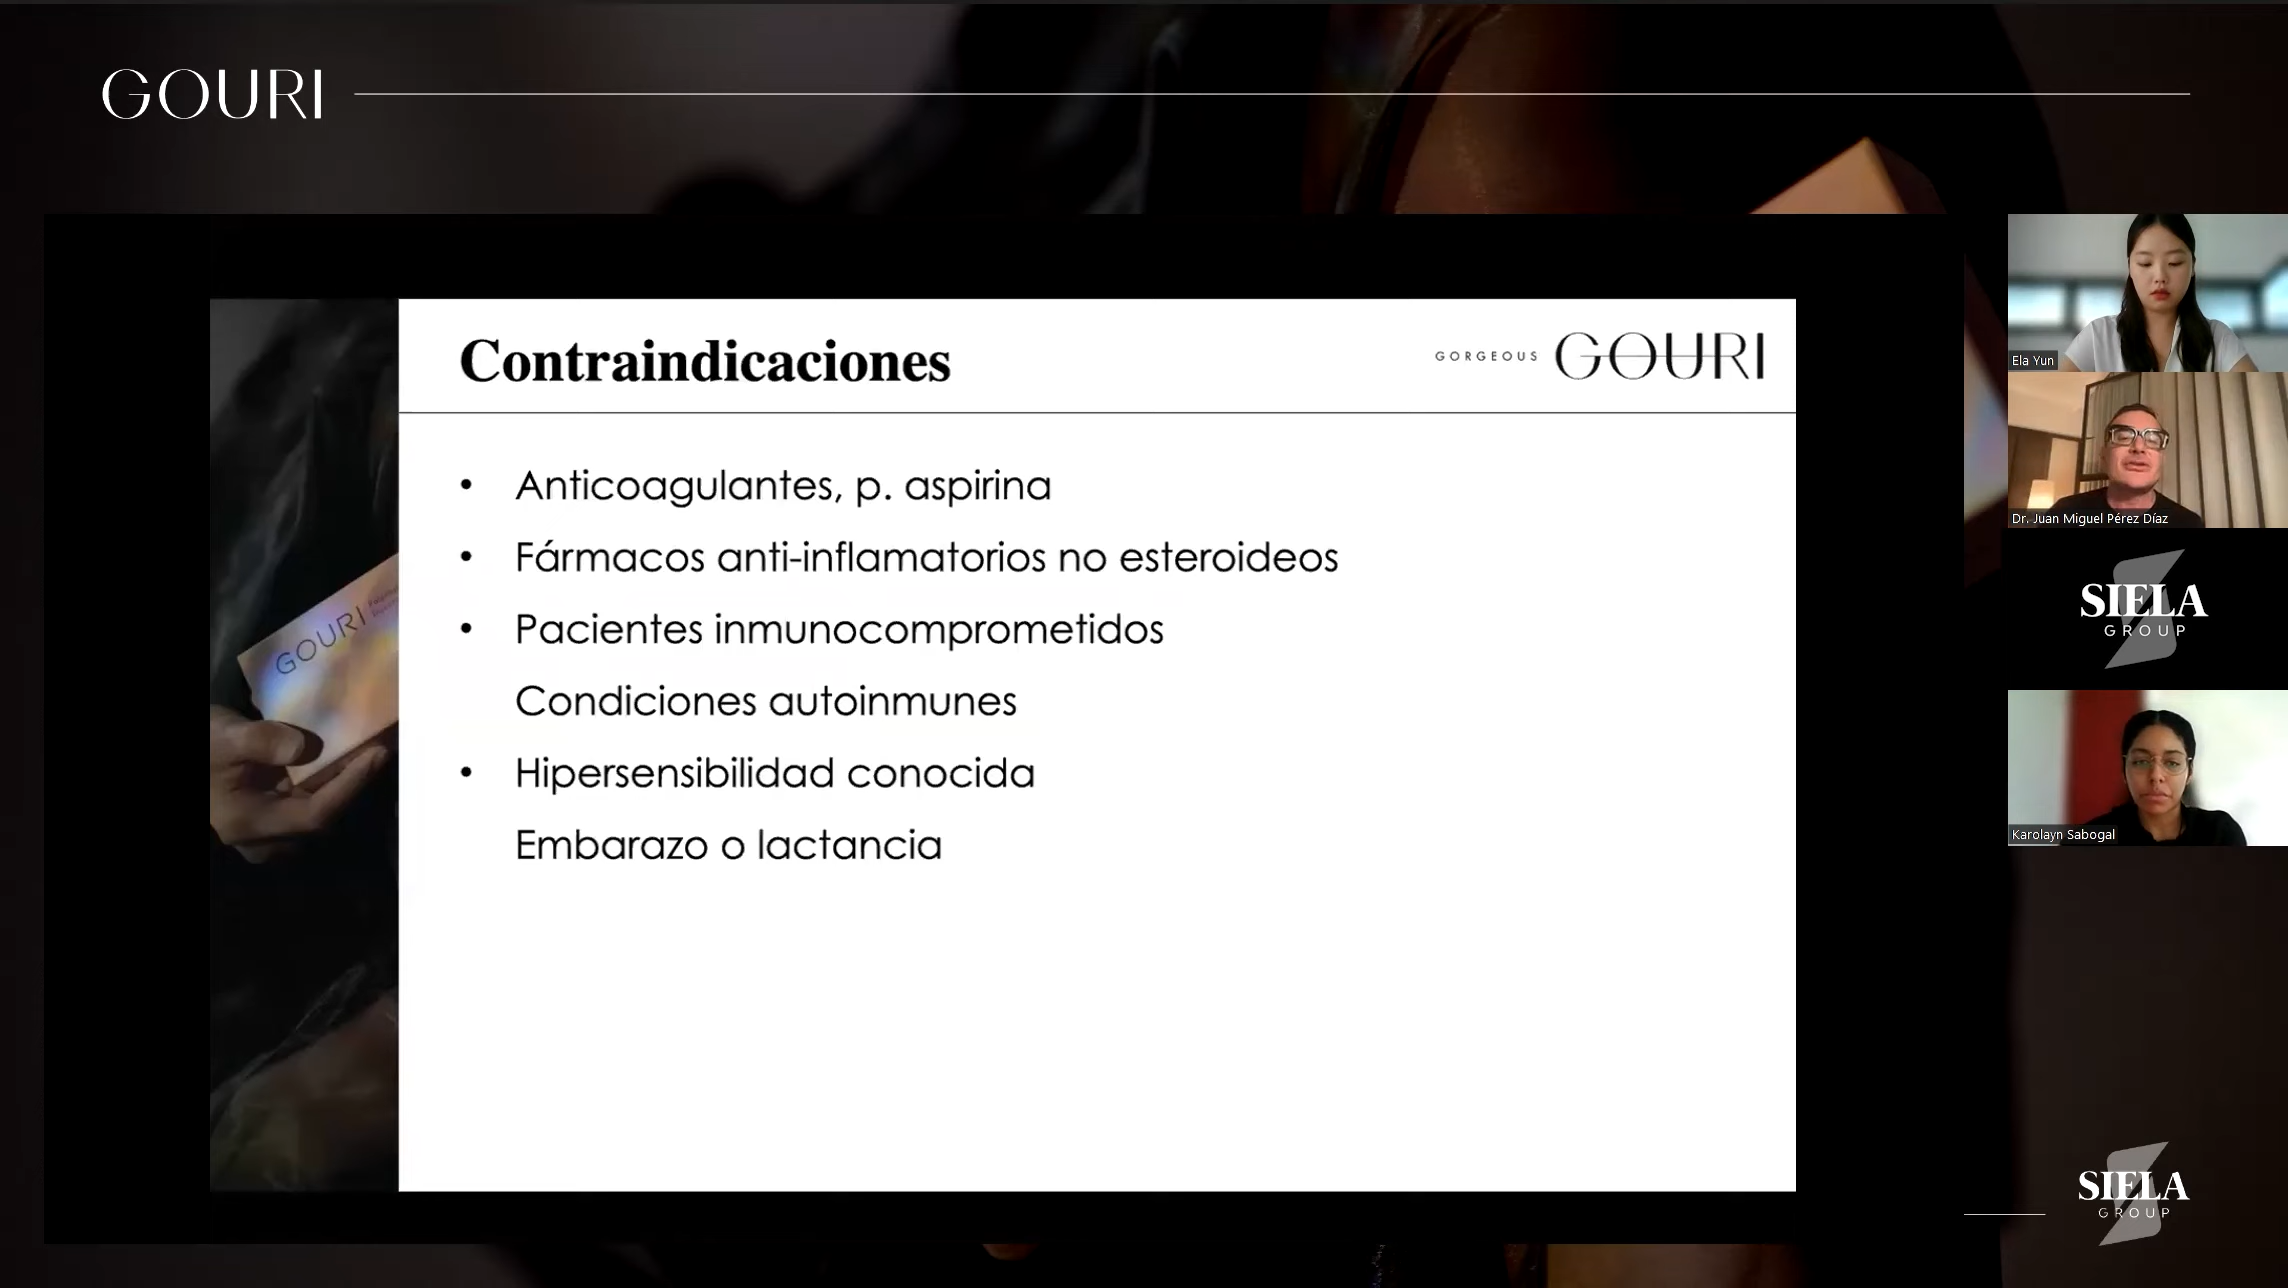 GOURI
Contraindicaciones
GORGEOUS GOURI
• Anticoagulantes, p. aspirina
• Fármacos anti-inflamatorios no esteroideos
• Pacientes inmunocomprometidos
Condiciones autoinmunes
• Hipersensibilidad conocida
Embarazo o lactancia
GOURI
Ela Yun
Dr. Juan Miguel Pérez Díaz
SIELA
GROUP
Karolayn Sabogal
SIELA
GROUP